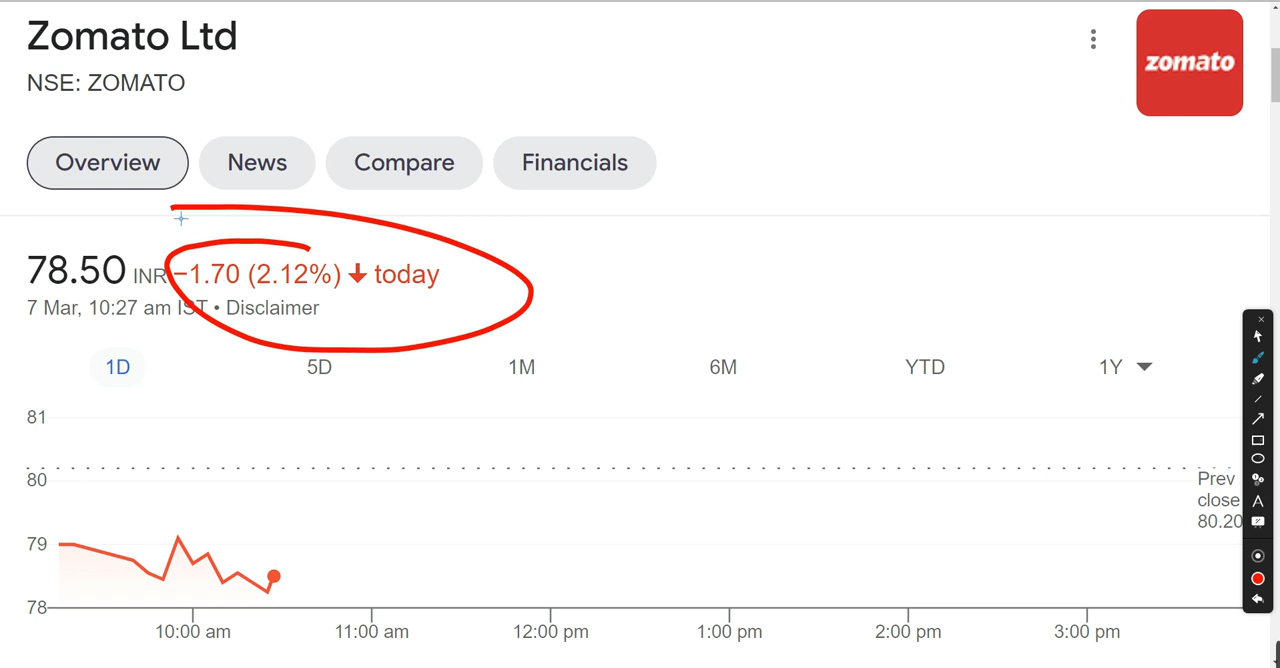 Zomato Ltd
NSE: ZOMATO
zomato
Overview News Compare Financials
78.50 INR −1.70 (2.12%) ↓ today
7 Mar, 10:27 am IST • Disclaimer
1D 5D 1M 6M YTD 1Y
81
80
79
78
Prev
close
80.20
10:00 am 11:00 am 12:00 pm 1:00 pm 2:00 pm 3:00 pm